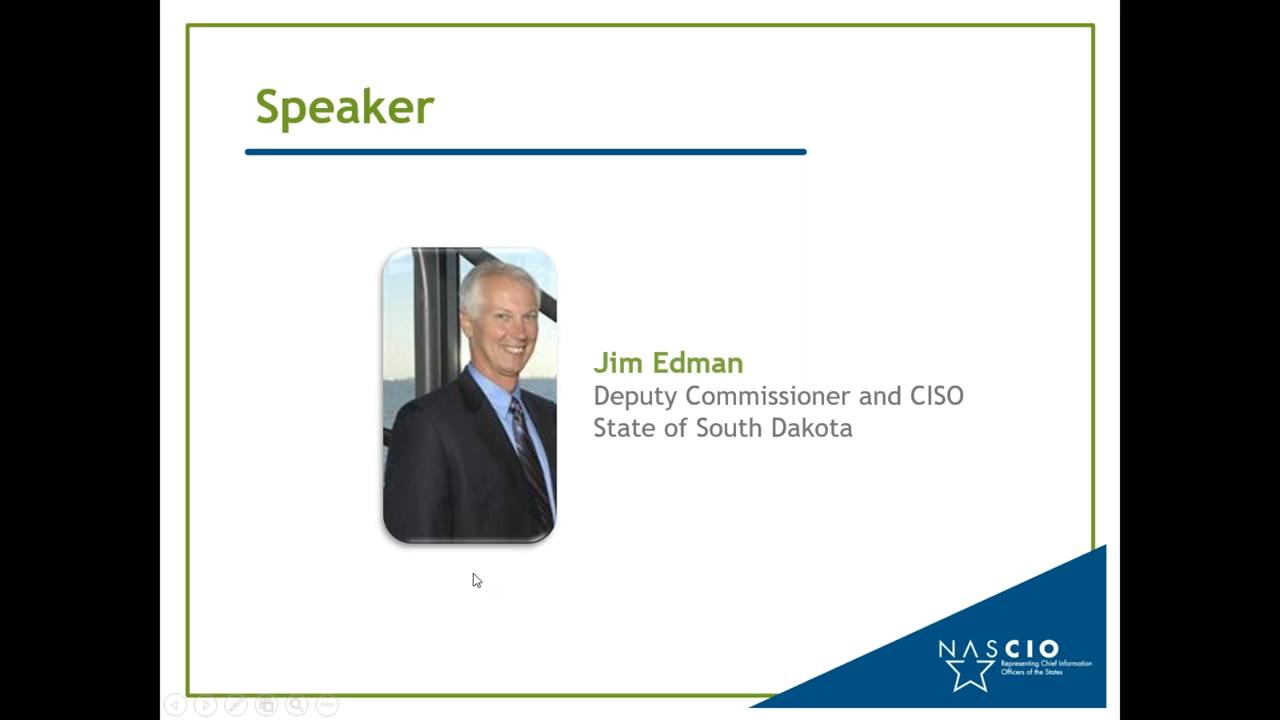 Speaker
Jim Edman
Deputy Commissioner and CISO
State of South Dakota
NASCIO
Representing Chief Information
Officers of the States